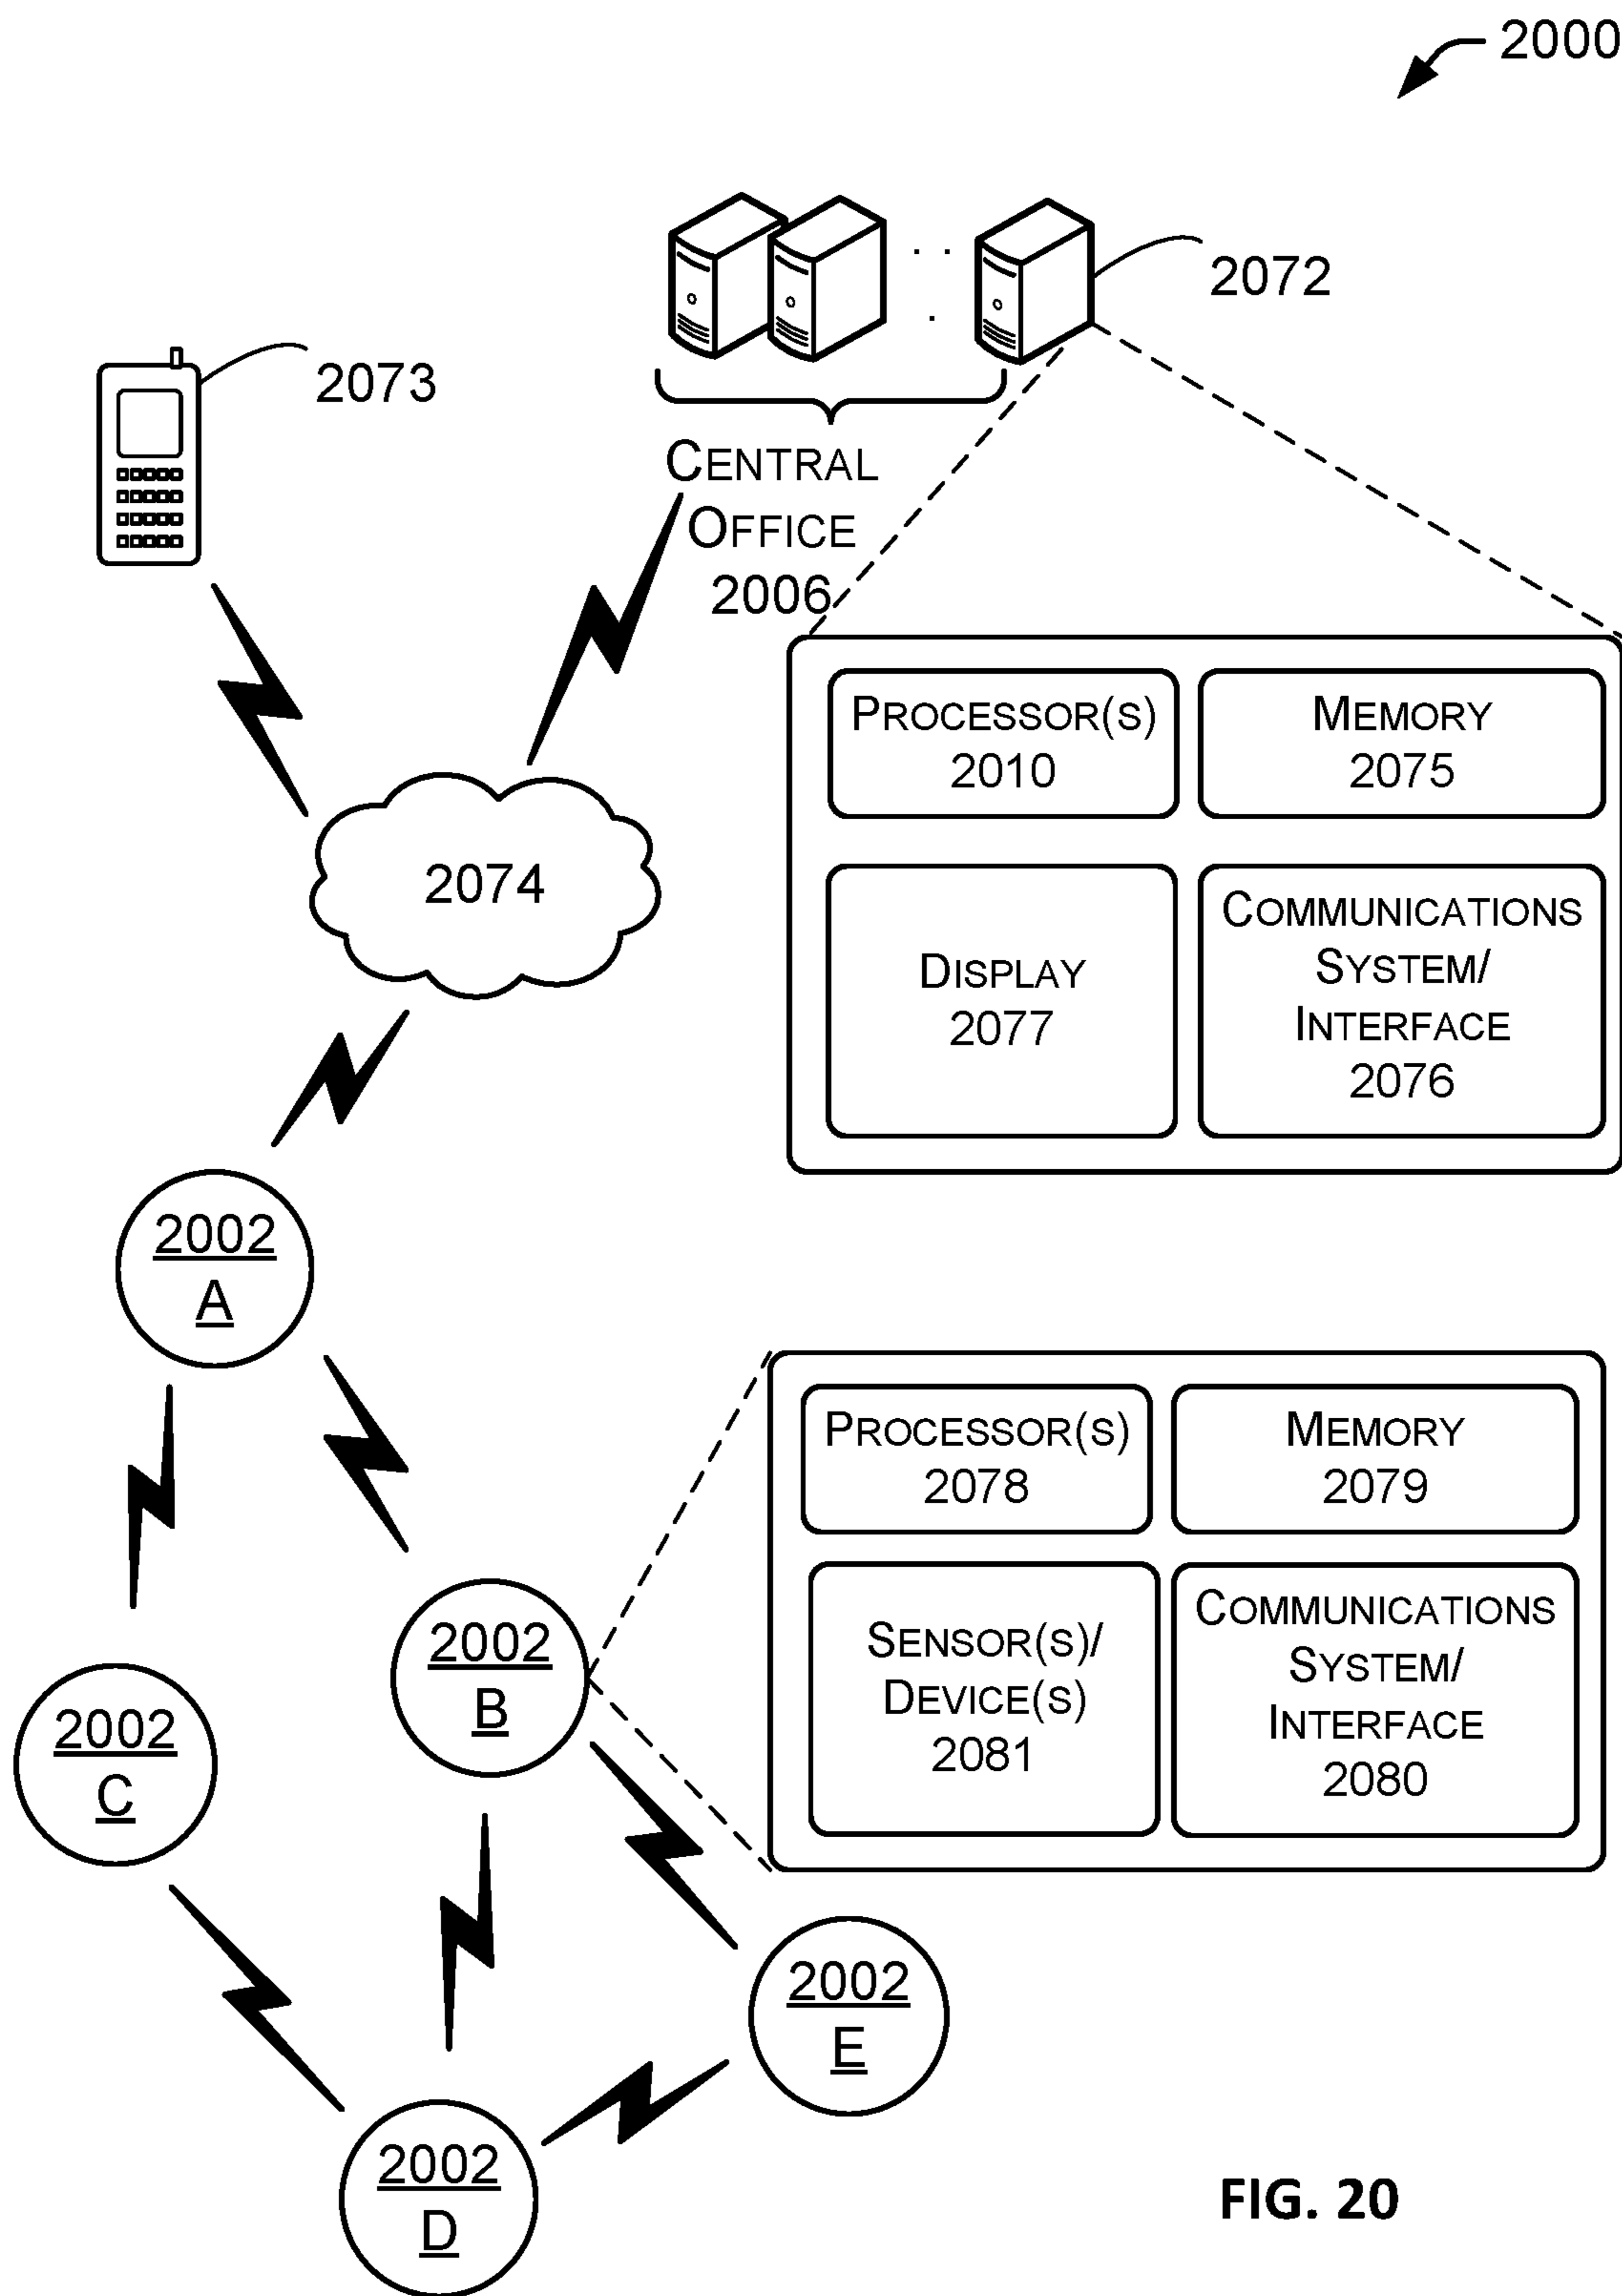 2000
2072
2073
CENTRAL
OFFICE
2006
PROCESSOR(S)
2010
MEMORY
2075
2074
DISPLAY
2077
COMMUNICATIONS
SYSTEM/
INTERFACE
2076
2002
A
PROCESSOR(S)
2078
MEMORY
2079
2002
B
SENSOR(S)/
DEVICE(S)
2081
COMMUNICATIONS
SYSTEM/
INTERFACE
2080
2002
C
2002
E
2002
D
FIG. 20